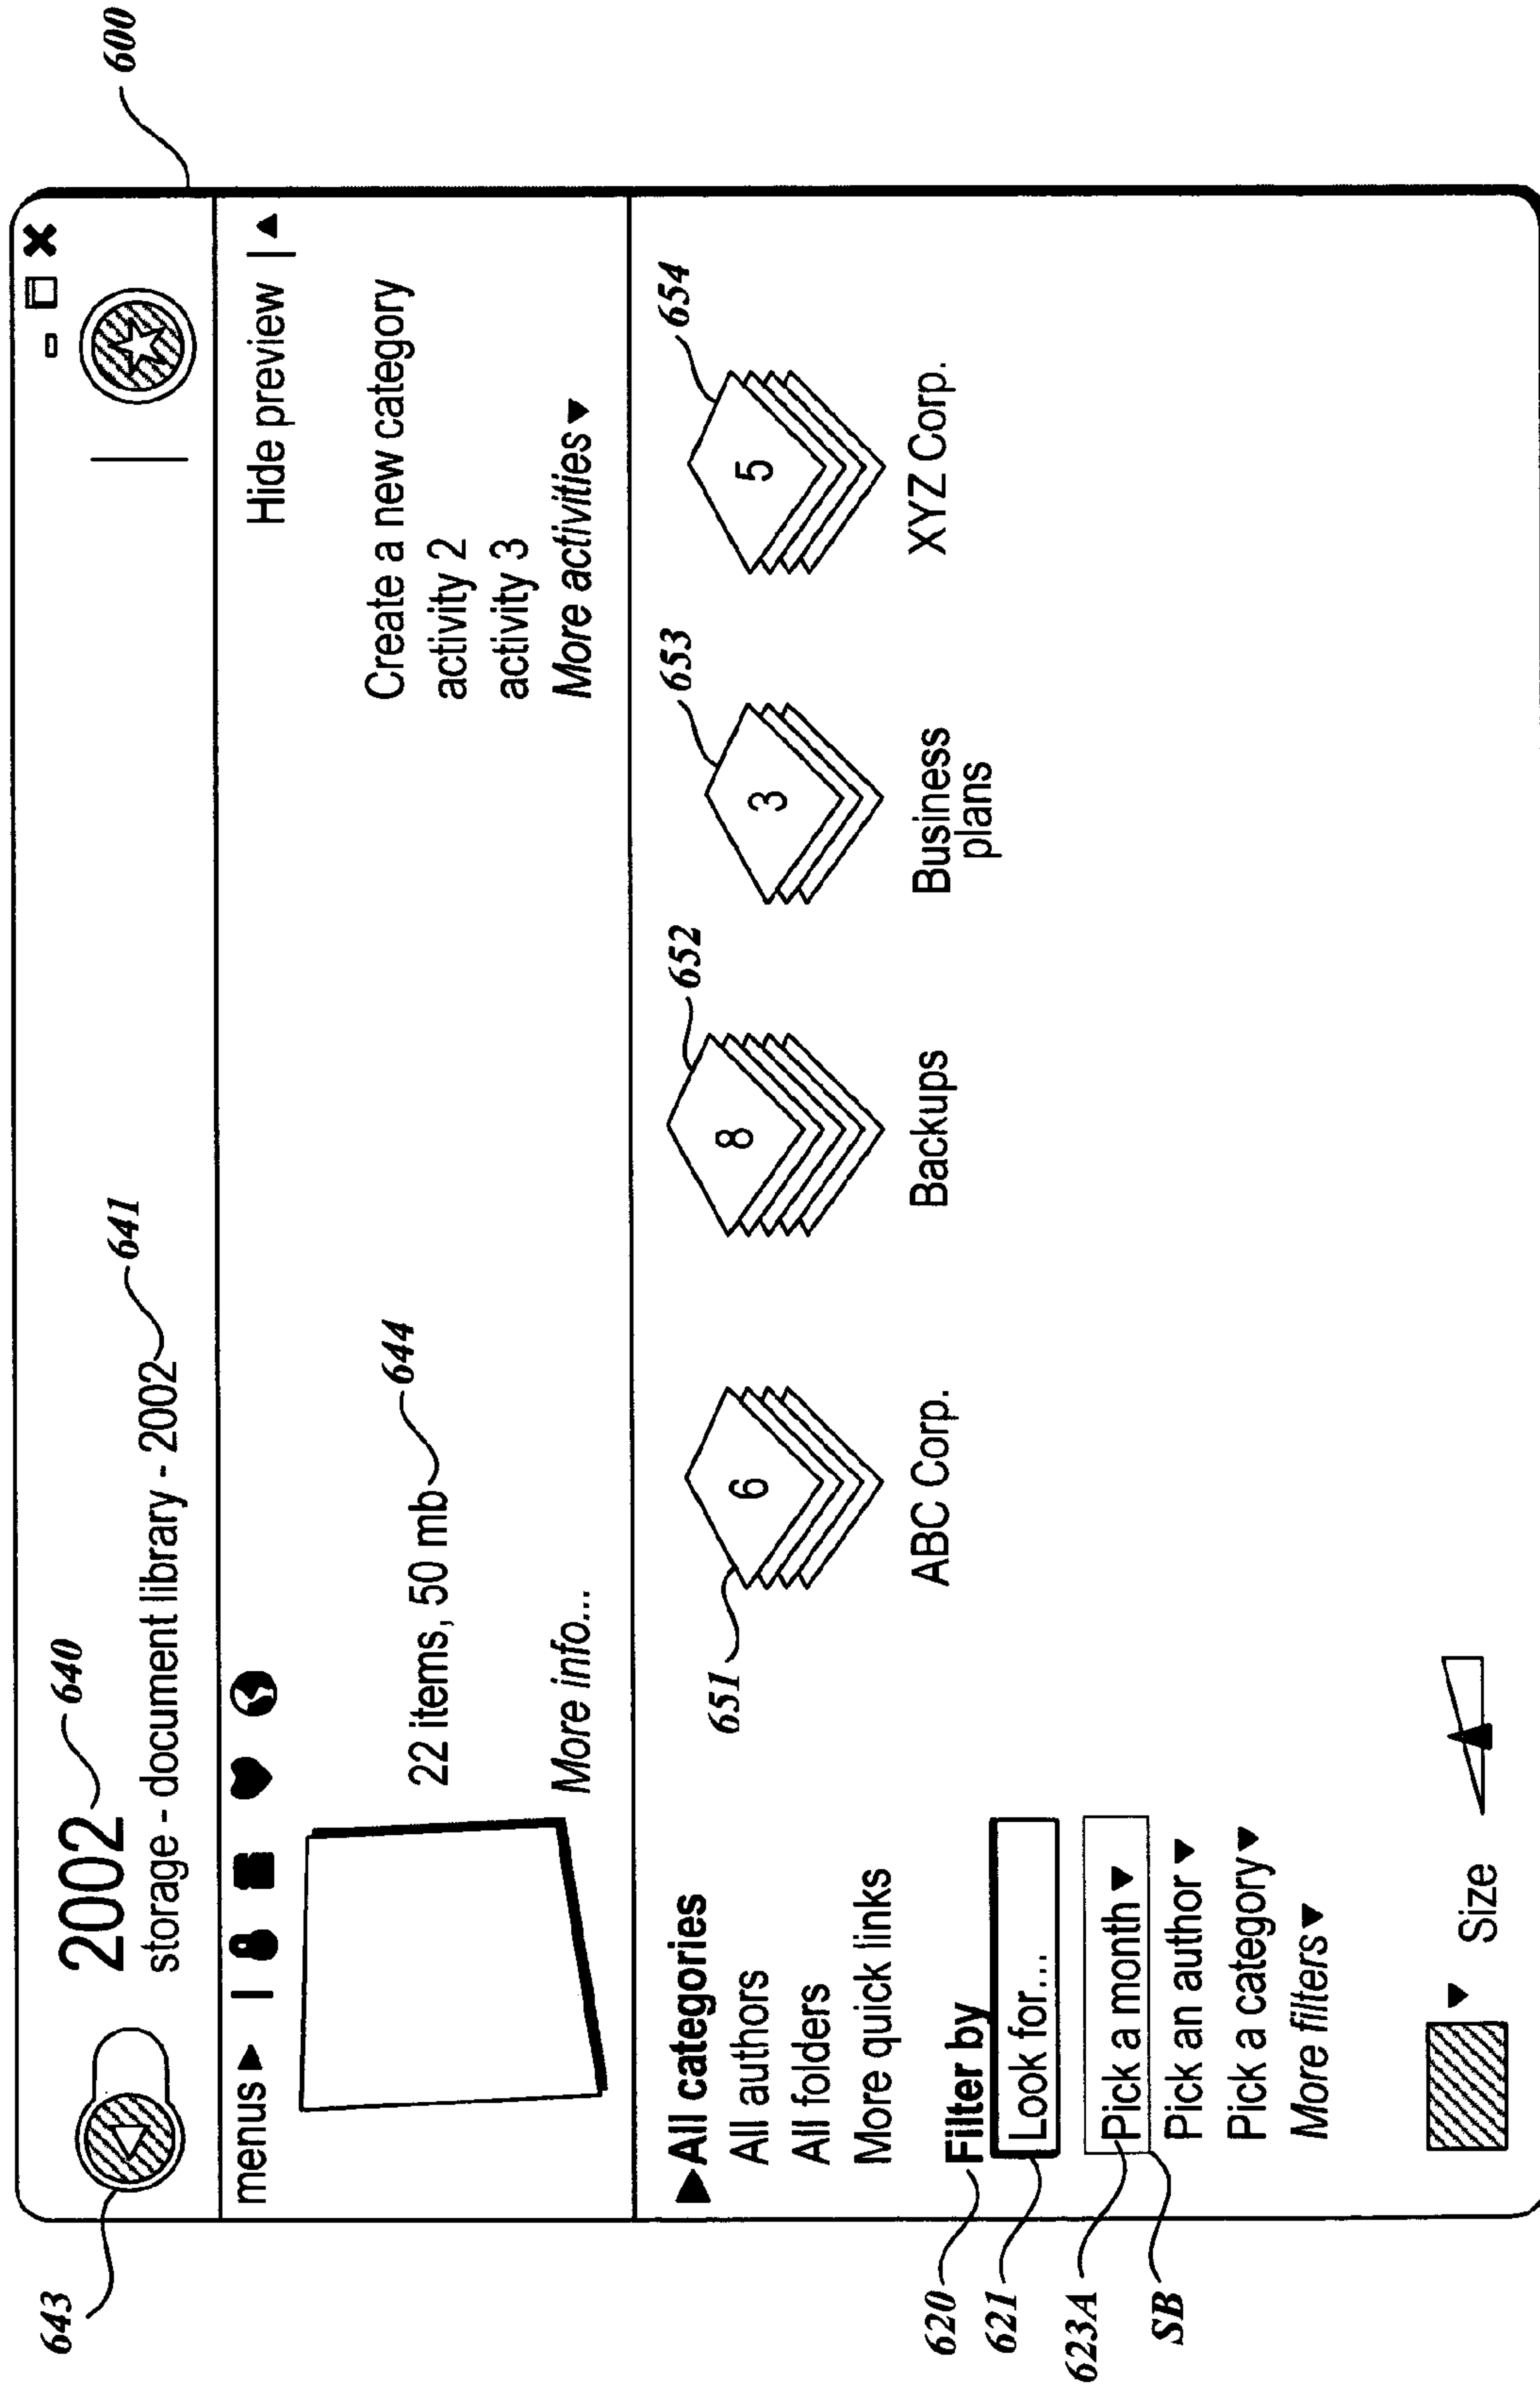 600
2002 640
storage - document library - 2002 641
643
menus
Hide preview
22 items, 50 mb 644
More info...
Create a new category
activity 2
activity 3
More activities
All categories
All authors
All folders
More quick links
620 Filter by
621 Look for...
623A Pick a month
SB
Pick an author
Pick a category
More filters
Size
651 652 653 654
6 8 3 5
ABC Corp. Backups Business XYZ Corp.
plans